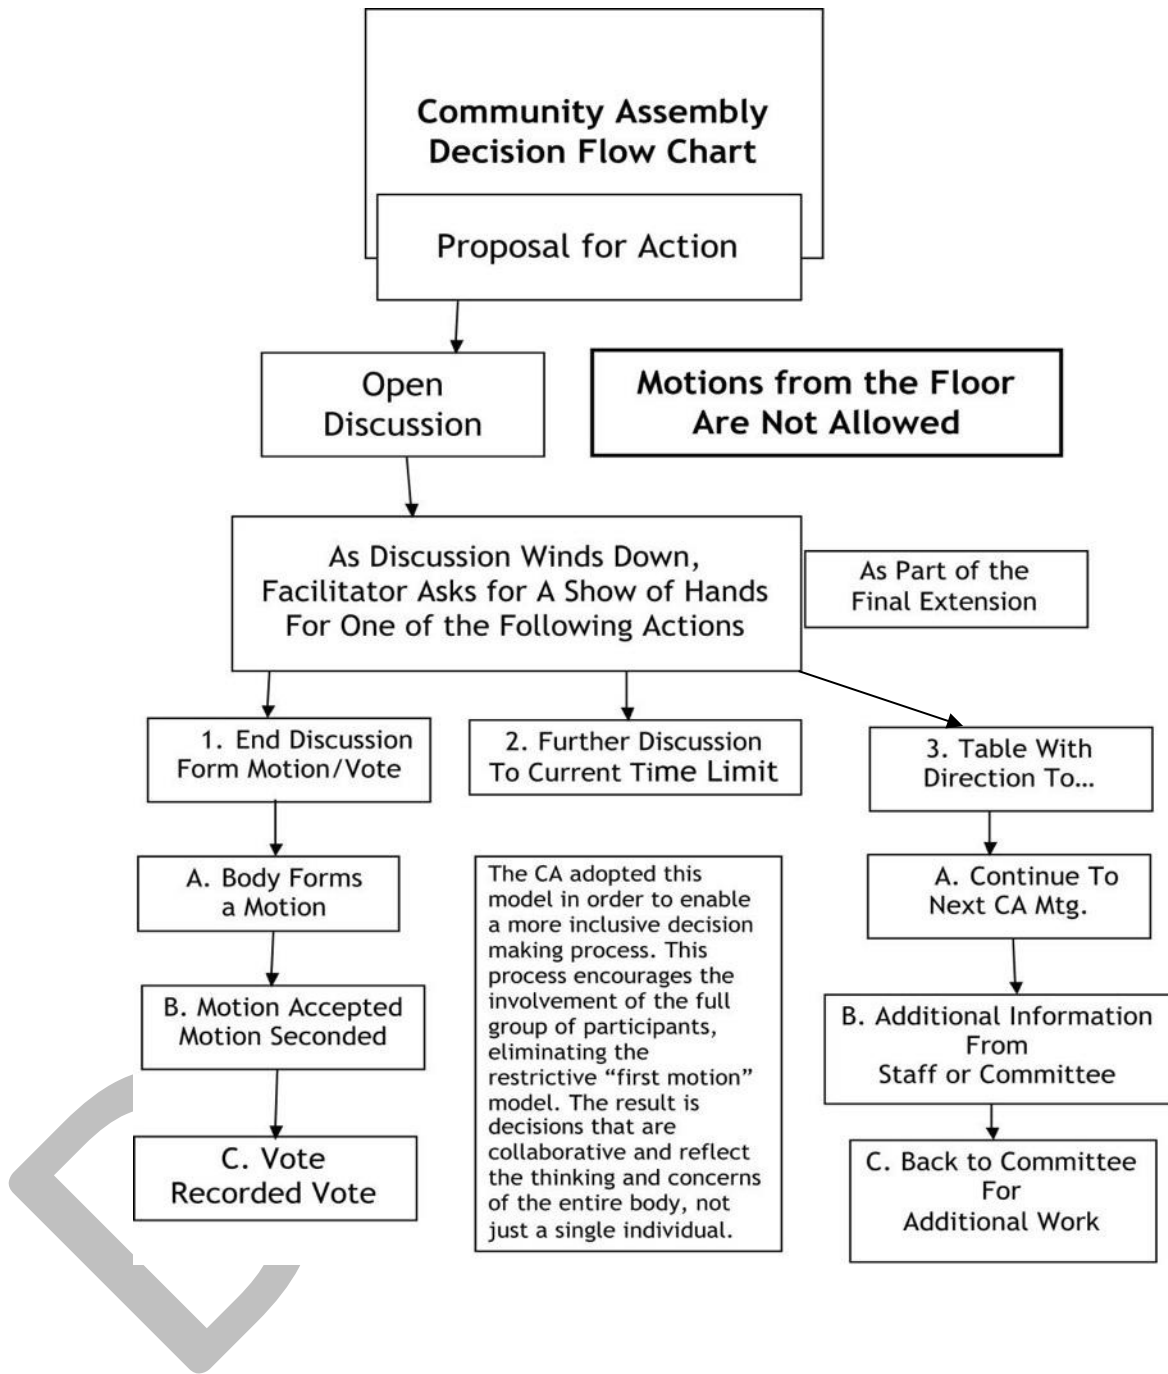 Community Assembly
Decision Flow Chart
Proposal for Action
Open
Discussion
Motions from the Floor
Are Not Allowed
As Discussion Winds Down,
Facilitator Asks for A Show of Hands
For One of the Following Actions
As Part of the
Final Extension
1. End Discussion
Form Motion/Vote
2. Further Discussion
To Current Time Limit
3. Table With
Direction To…
A. Body Forms
a Motion
B. Motion Accepted
Motion Seconded
C. Vote
Recorded Vote
The CA adopted this
model in order to enable
a more inclusive decision
making process. This
process encourages the
involvement of the full
group of participants,
eliminating the
restrictive “first motion”
model. The result is
decisions that are
collaborative and reflect
the thinking and concerns
of the entire body, not
just a single individual.
A. Continue To
Next CA Mtg.
B. Additional Information
From
Staff or Committee
C. Back to Committee
For
Additional Work